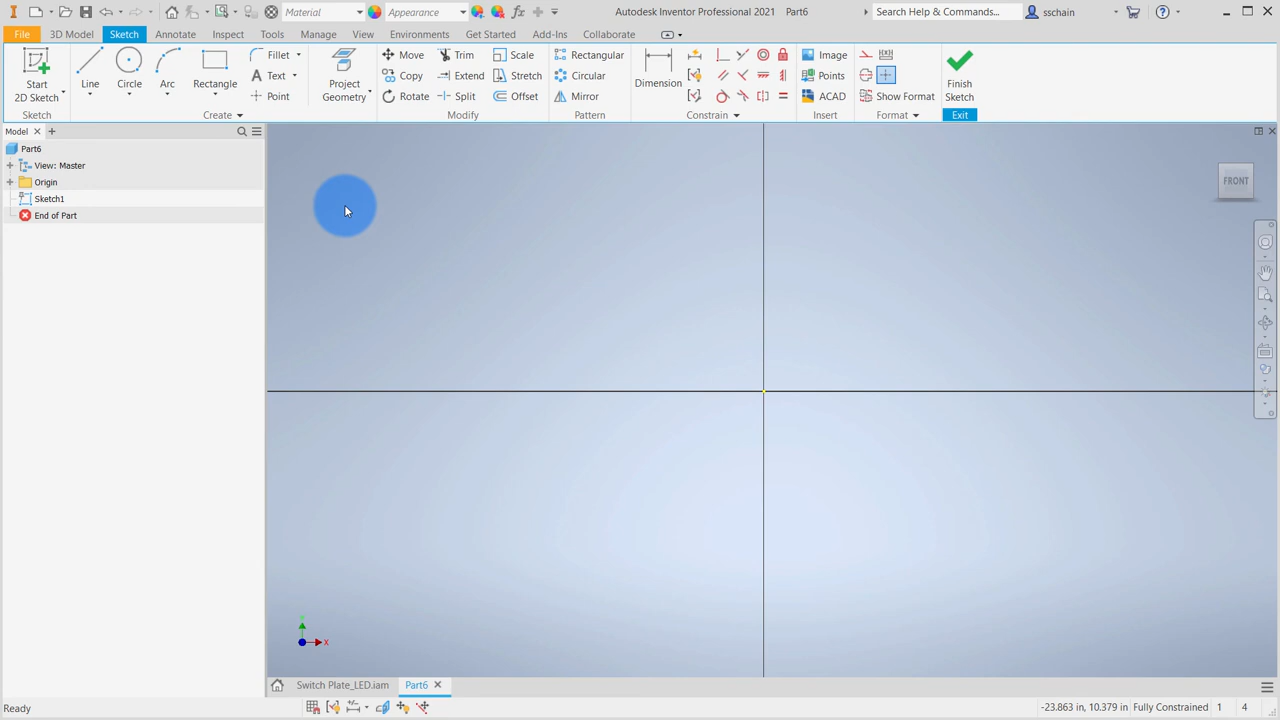 Material
Appearance
Autodesk Inventor Professional 2021 Part6
Search Help & Commands...
sschain
File
3D Model
Sketch
Annotate
Inspect
Tools
Manage
View
Environments
Get Started
Add-Ins
Collaborate
Start
2D Sketch
Line
Circle
Arc
Rectangle
Fillet
Text
Point
Project
Geometry
Move
Copy
Rotate
Trim
Extend
Split
Scale
Stretch
Offset
Rectangular
Circular
Mirror
Dimension
Image
Points
ACAD
Show Format
Finish
Sketch
Sketch
Create
Modify
Pattern
Constrain
Insert
Format
Exit
Model
Part6
View: Master
Origin
Sketch1
End of Part
FRONT
x
Switch Plate_LED.iam
Part6
Ready
-23.863 in, 10.379 in
Fully Constrained
1
4